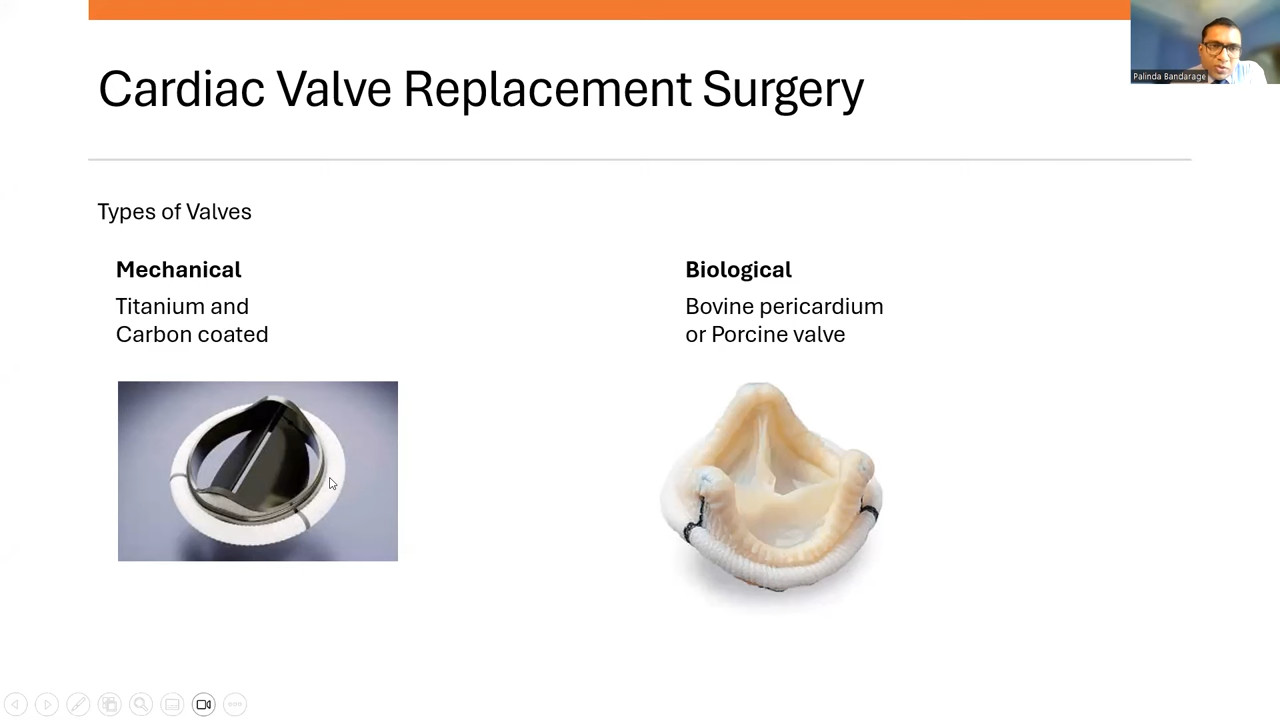 Cardiac Valve Replacement Surgery
Palinda Bandarage
Types of Valves
Mechanical
Titanium and
Carbon coated
Biological
Bovine pericardium
or Porcine valve